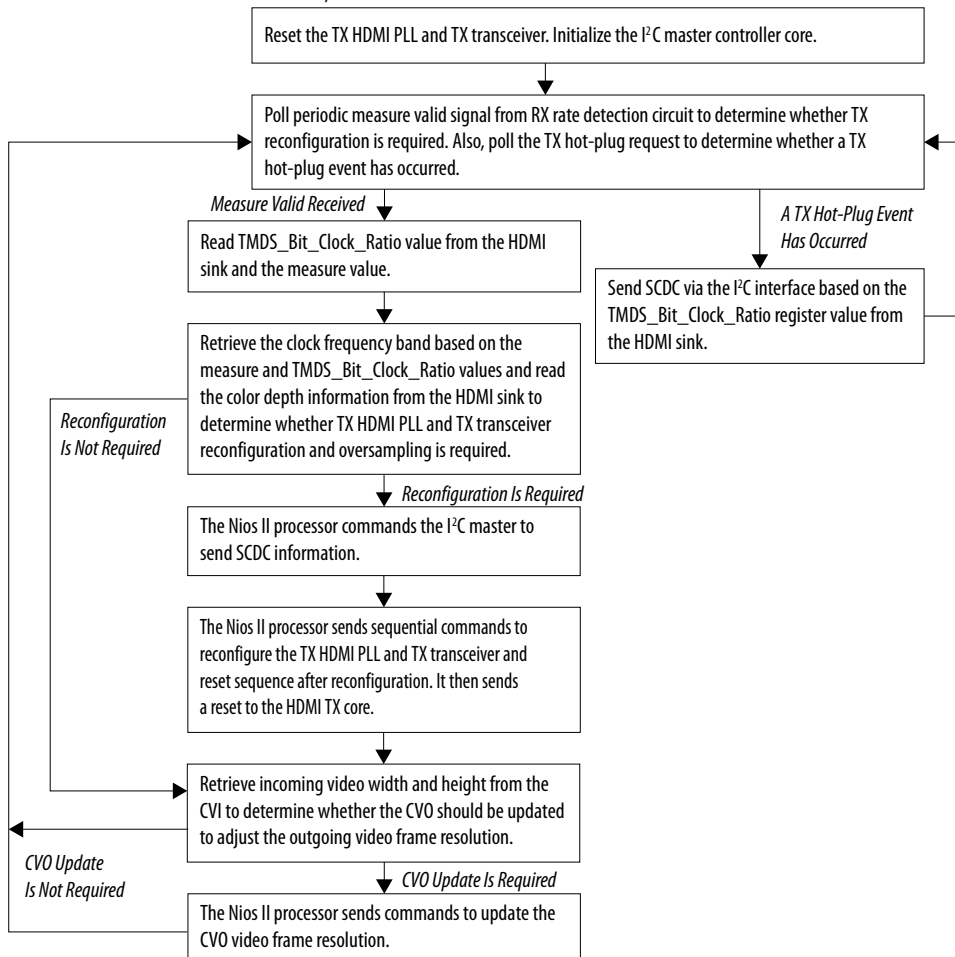 Reset the TX HDMI PLL and TX transceiver. Initialize the I²C master controller core.
Poll periodic measure valid signal from RX rate detection circuit to determine whether TX
reconfiguration is required. Also, poll the TX hot-plug request to determine whether a TX
hot-plug event has occurred.
Measure Valid Received
A TX Hot-Plug Event
Has Occurred
Read TMDS_Bit_Clock_Ratio value from the HDMI
sink and the measure value.
Send SCDC via the I²C interface based on the
TMDS_Bit_Clock_Ratio register value from
the HDMI sink.
Retrieve the clock frequency band based on the
measure and TMDS_Bit_Clock_Ratio values and read
the color depth information from the HDMI sink to
determine whether TX HDMI PLL and TX transceiver
reconfiguration and oversampling is required.
Reconfiguration
Is Not Required
Reconfiguration Is Required
The Nios II processor commands the I²C master to
send SCDC information.
The Nios II processor sends sequential commands to
reconfigure the TX HDMI PLL and TX transceiver and
reset sequence after reconfiguration. It then sends
a reset to the HDMI TX core.
Retrieve incoming video width and height from the
CVI to determine whether the CVO should be updated
to adjust the outgoing video frame resolution.
CVO Update
Is Not Required
CVO Update Is Required
The Nios II processor sends commands to update the
CVO video frame resolution.